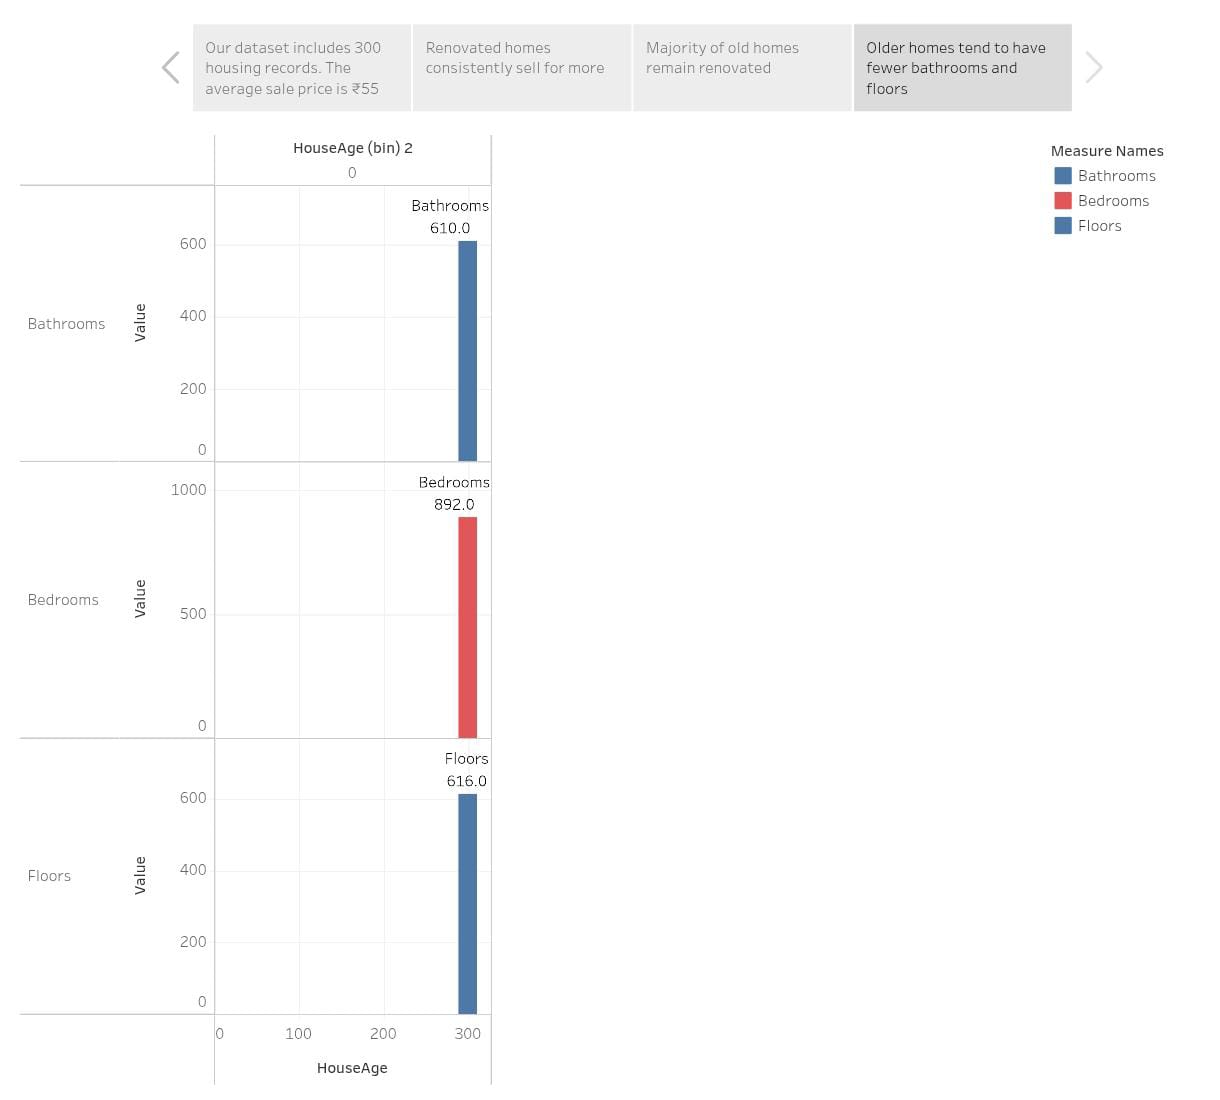 Our dataset includes 300
housing records. The
average sale price is ₹55
Renovated homes
consistently sell for more
Majority of old homes
remain renovated
Older homes tend to have
fewer bathrooms and
floors
HouseAge (bin) 2
0
Measure Names
Bathrooms
Bedrooms
Floors
Bathrooms
610.0
600
400
200
0
Bathrooms
Value
Bedrooms
892.0
1000
500
0
Bedrooms
Value
Floors
616.0
600
400
200
0
Floors
Value
0 100 200 300
HouseAge